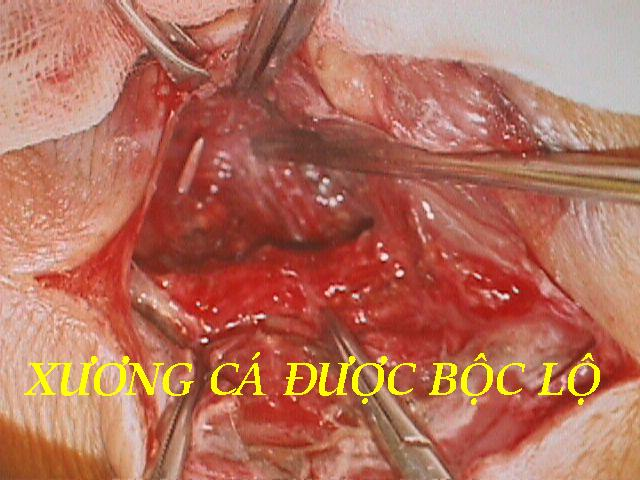 XƯƠNG CÁ ĐƯỢC BỘC LỘ